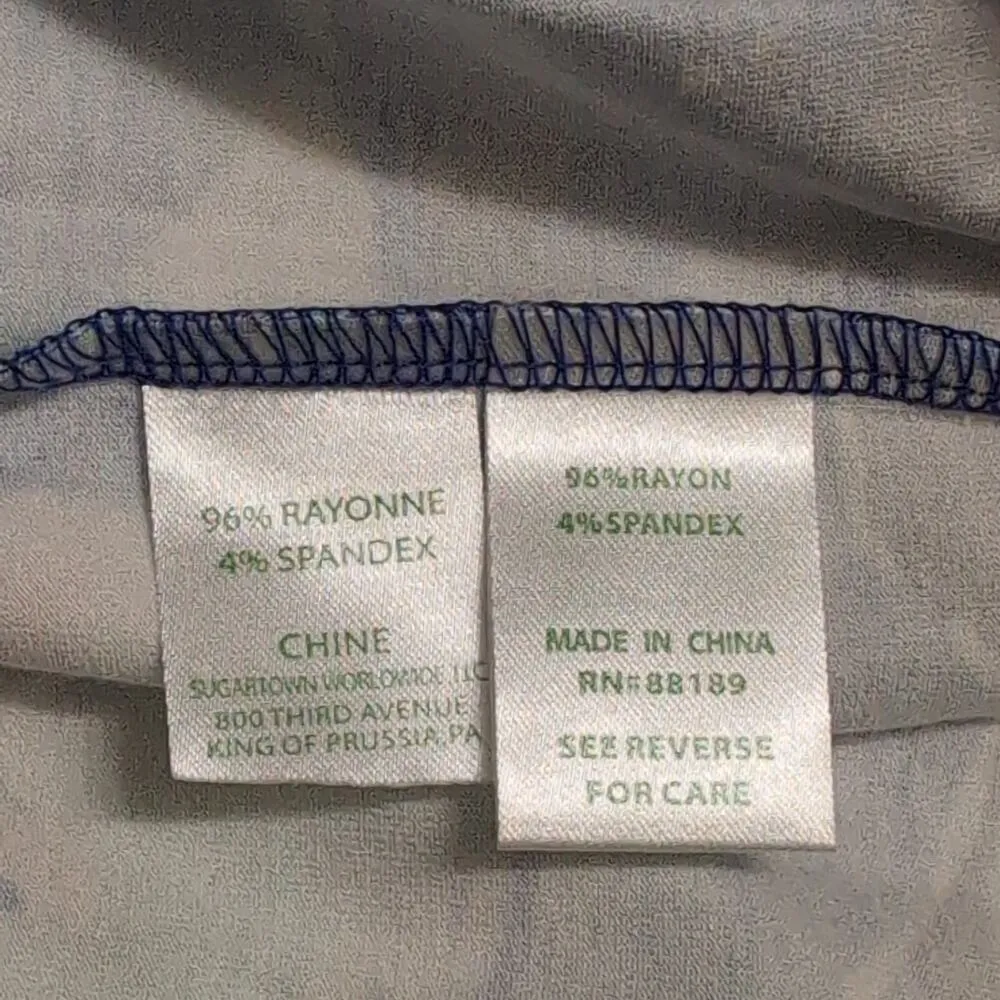 96% RAYONNE
4% SPANDEX
CHINE
SUGARTOWN WORLDWIDE LLC
800 THIRD AVENUE
KING OF PRUSSIA, PA
96%RAYON
4%SPANDEX
MADE IN CHINA
RN#88189
SEE REVERSE
FOR CARE